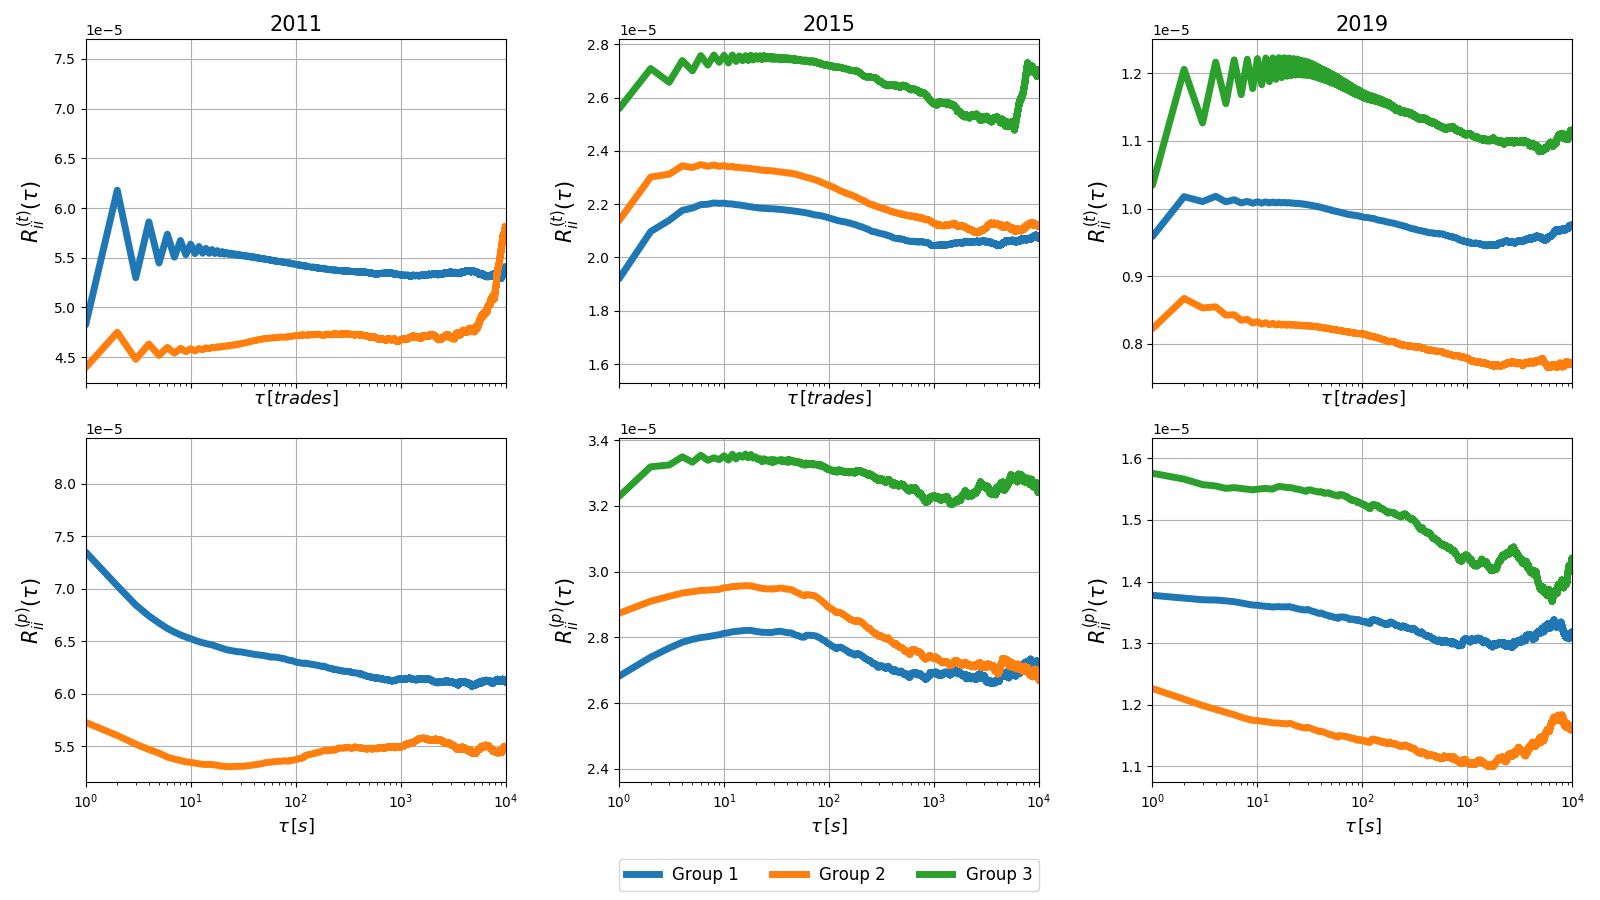 2011
1e−5
7.5
7.0
6.5
6.0
5.5
5.0
4.5
R_ii^(t)(τ)
τ [trades]
2015
1e−5
2.8
2.6
2.4
2.2
2.0
1.8
1.6
R_ii^(t)(τ)
τ [trades]
2019
1e−5
1.2
1.1
1.0
0.9
0.8
R_ii^(t)(τ)
τ [trades]
1e−5
8.0
7.5
7.0
6.5
6.0
5.5
R_ii^(p)(τ)
10^0 10^1 10^2 10^3 10^4
τ [s]
1e−5
3.4
3.2
3.0
2.8
2.6
2.4
R_ii^(p)(τ)
10^0 10^1 10^2 10^3 10^4
τ [s]
1e−5
1.6
1.5
1.4
1.3
1.2
1.1
R_ii^(p)(τ)
10^0 10^1 10^2 10^3 10^4
τ [s]
Group 1 Group 2 Group 3